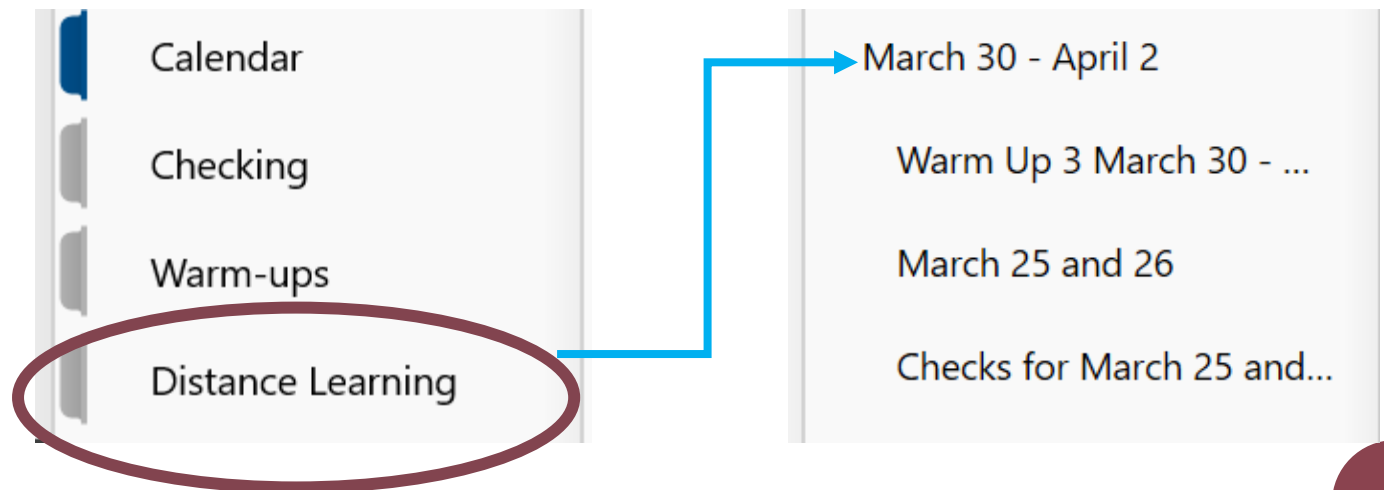 Calendar
Checking
Warm-ups
Distance Learning
March 30 - April 2
Warm Up 3 March 30 - ...
March 25 and 26
Checks for March 25 and...